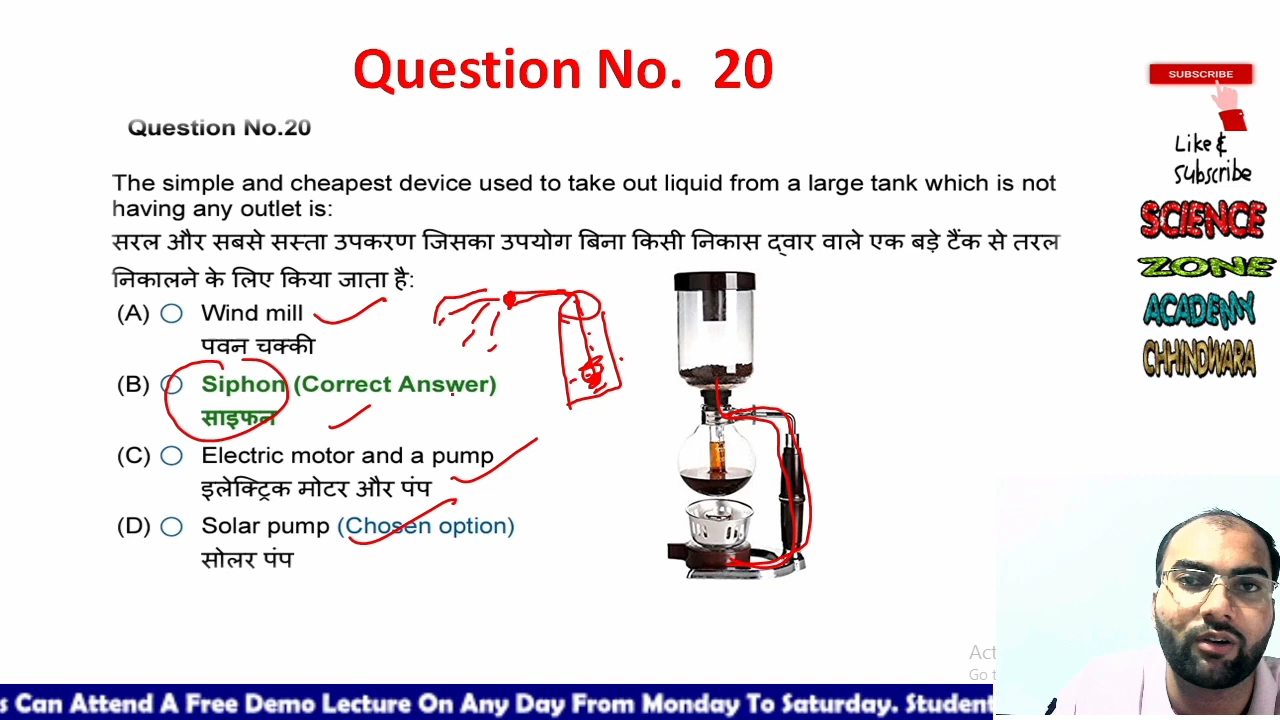 Question No. 20
Question No.20
The simple and cheapest device used to take out liquid from a large tank which is not
having any outlet is:
सरल और सबसे सस्ता उपकरण जिसका उपयोग बिना किसी निकास द्वार वाले एक बड़े टैंक से तरल
निकालने के लिए किया जाता है:
(A) Wind mill
पवन चक्की
(B) Siphon (Correct Answer)
साइफन
(C) Electric motor and a pump
इलेक्ट्रिक मोटर और पंप
(D) Solar pump (Chosen option)
सोलर पंप
SUBSCRIBE
Like &
Subscribe
SCIENCE
ZONE
ACADEMY
CHHINDWARA
Go t
s Can Attend A Free Demo Lecture On Any Day From Monday To Saturday. Student